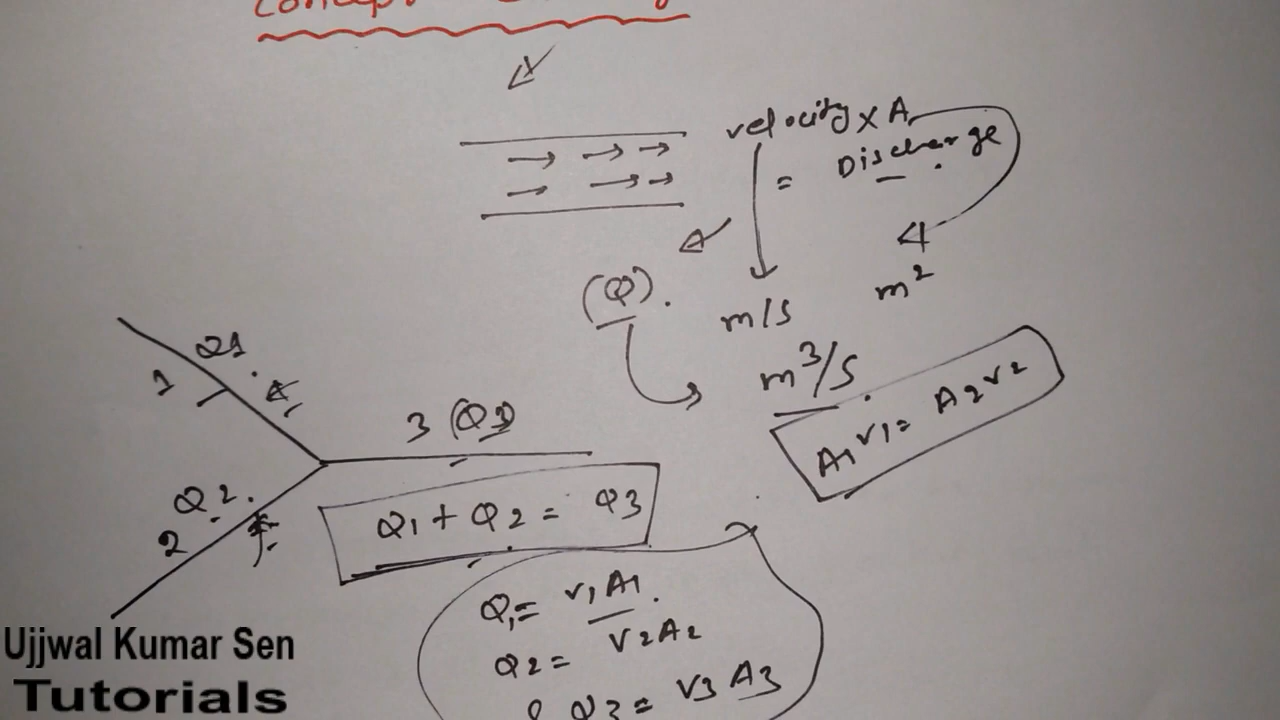 velocity x A
= Discharge
(Q).
m/s
m²
m³/s
A1v1 = A2v2
Q1
1
3 (Q3)
Q2.
2
Q1 + Q2 = Q3
Q1 = v1A1
Q2 = v2A2
Q3 = v3 A3
Ujjwal Kumar Sen
Tutorials